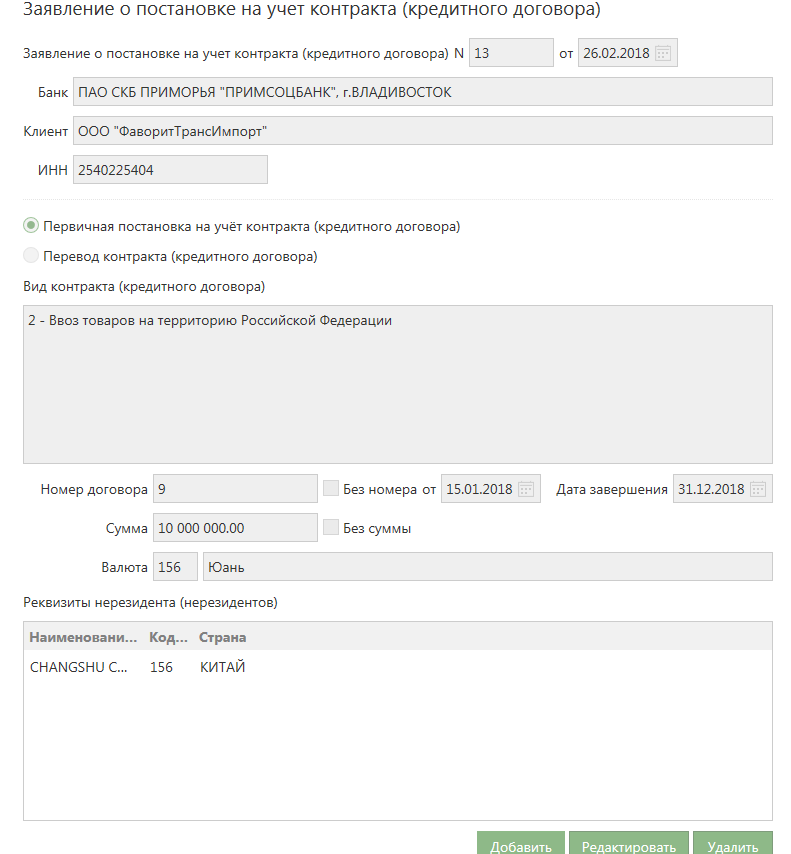 Заявление о постановке на учет контракта (кредитного договора)
Заявление о постановке на учет контракта (кредитного договора) N 13 от 26.02.2018
Банк ПАО СКБ ПРИМОРЬЯ "ПРИМСОЦБАНК", г.ВЛАДИВОСТОК
Клиент ООО "ФаворитТрансИмпорт"
ИНН 2540225404
Первичная постановка на учёт контракта (кредитного договора)
Перевод контракта (кредитного договора)
Вид контракта (кредитного договора)
2 - Ввоз товаров на территорию Российской Федерации
Номер договора 9 Без номера от 15.01.2018 Дата завершения 31.12.2018
Сумма 10 000 000.00 Без суммы
Валюта 156 Юань
Реквизиты нерезидента (нерезидентов)
Наименовани... Код... Страна
CHANGSHU C... 156 КИТАЙ
Добавить Редактировать Удалить